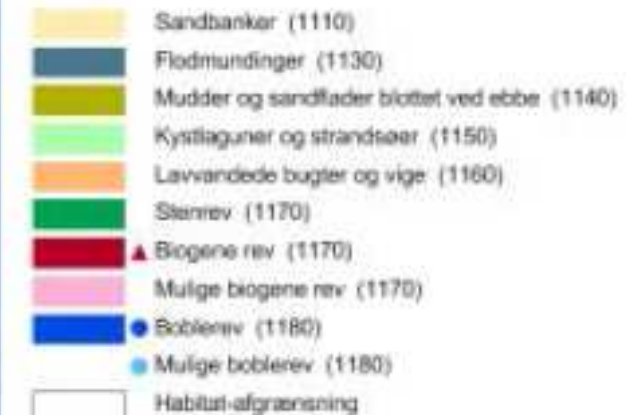 Sandbanker (1110)
Flodmundinger (1130)
Mudder og sandflader blottet ved ebbe (1140)
Kystlaguner og strandsøer (1150)
Lavvandede bugter og vige (1160)
Stenrev (1170)
Biogene rev (1170)
Mulige biogene rev (1170)
Boblerev (1180)
Mulige boblerev (1180)
Habitat-afgrænsning